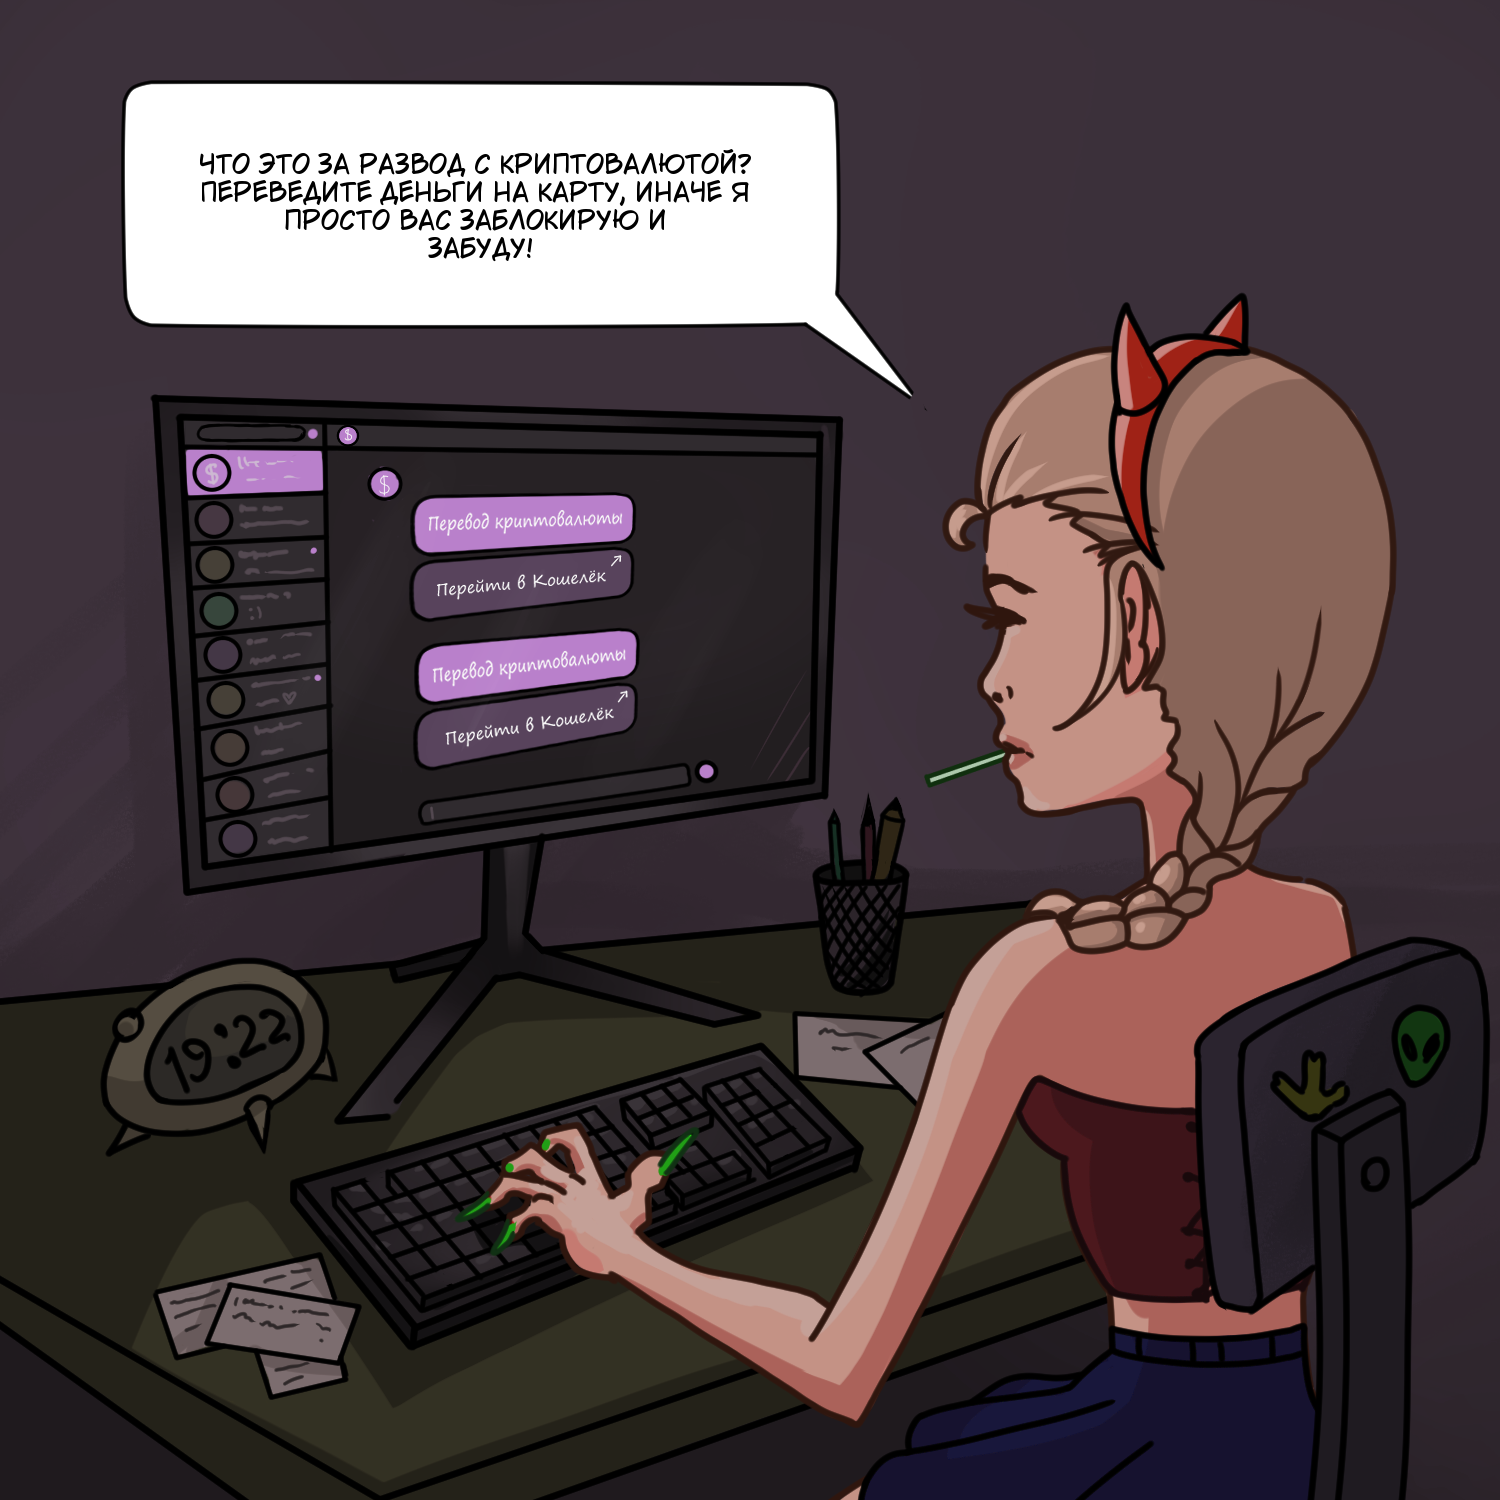 ЧТО ЭТО ЗА РАЗВОД С КРИПТОВАЛЮТОЙ?
ПЕРЕВЕДИТЕ ДЕНЬГИ НА КАРТУ, ИНАЧЕ Я
ПРОСТО ВАС ЗАБЛОКИРУЮ И
ЗАБУДУ!
$
$
$
Перевод криптовалюты
Перейти в Кошелёк
:)
Перевод криптовалюты
Перейти в Кошелёк
19:22